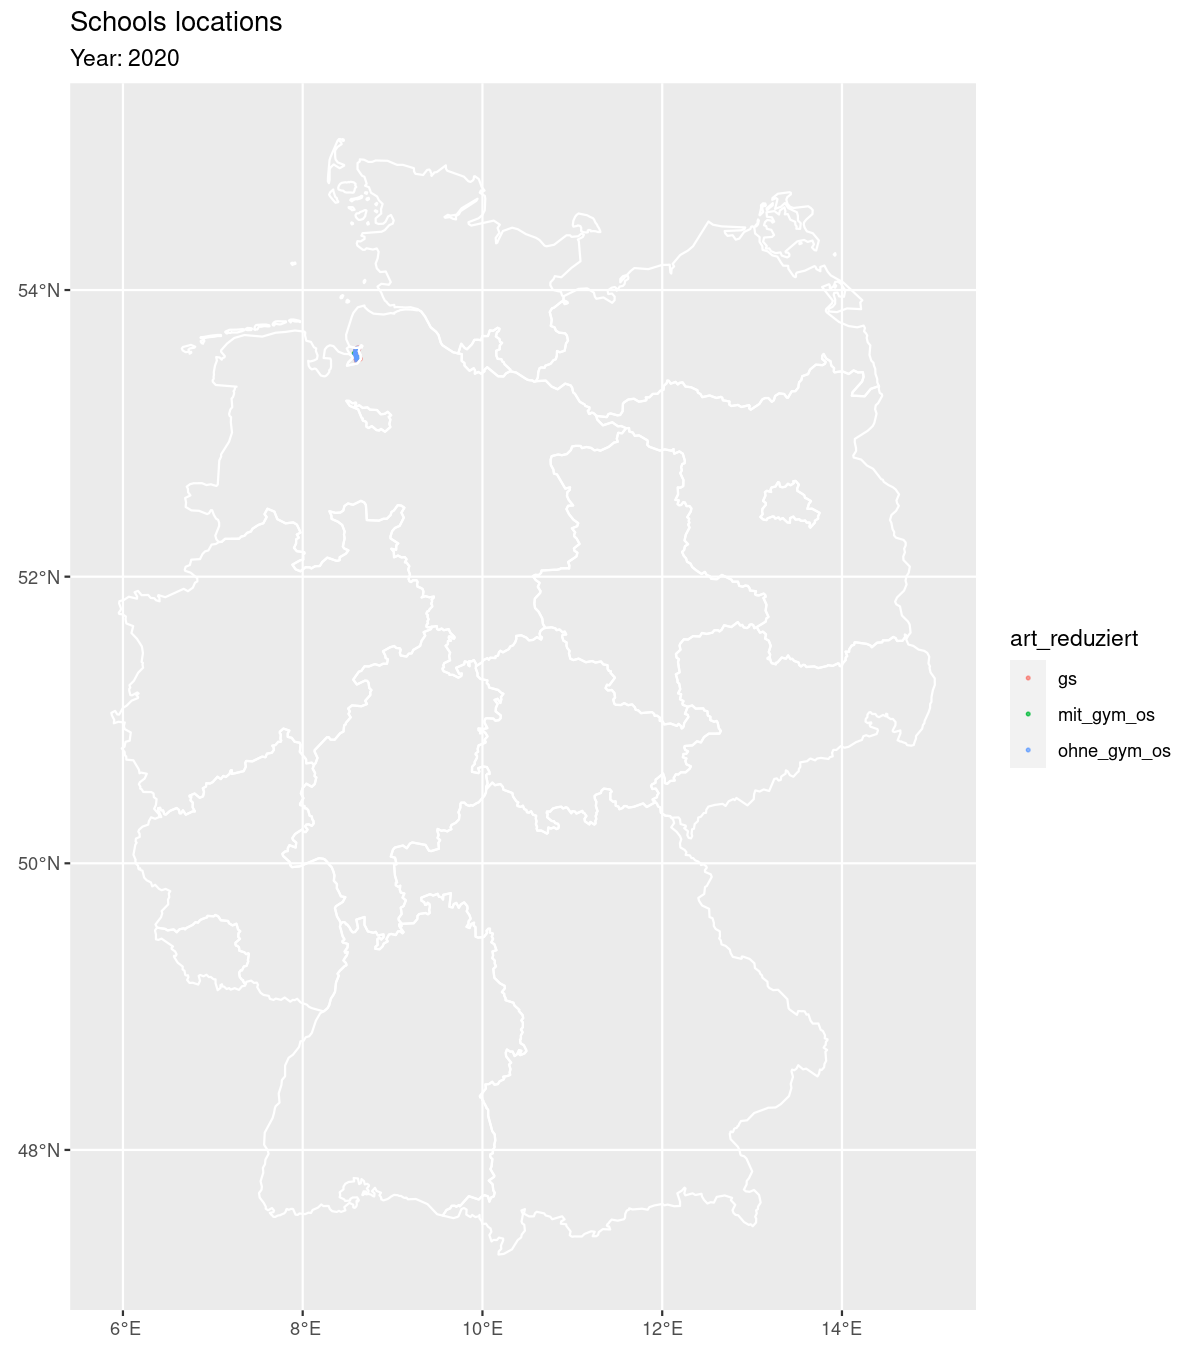 Schools locations
Year: 2020
54°N
52°N
50°N
48°N
6°E
8°E
10°E
12°E
14°E
art_reduziert
gs
mit_gym_os
ohne_gym_os